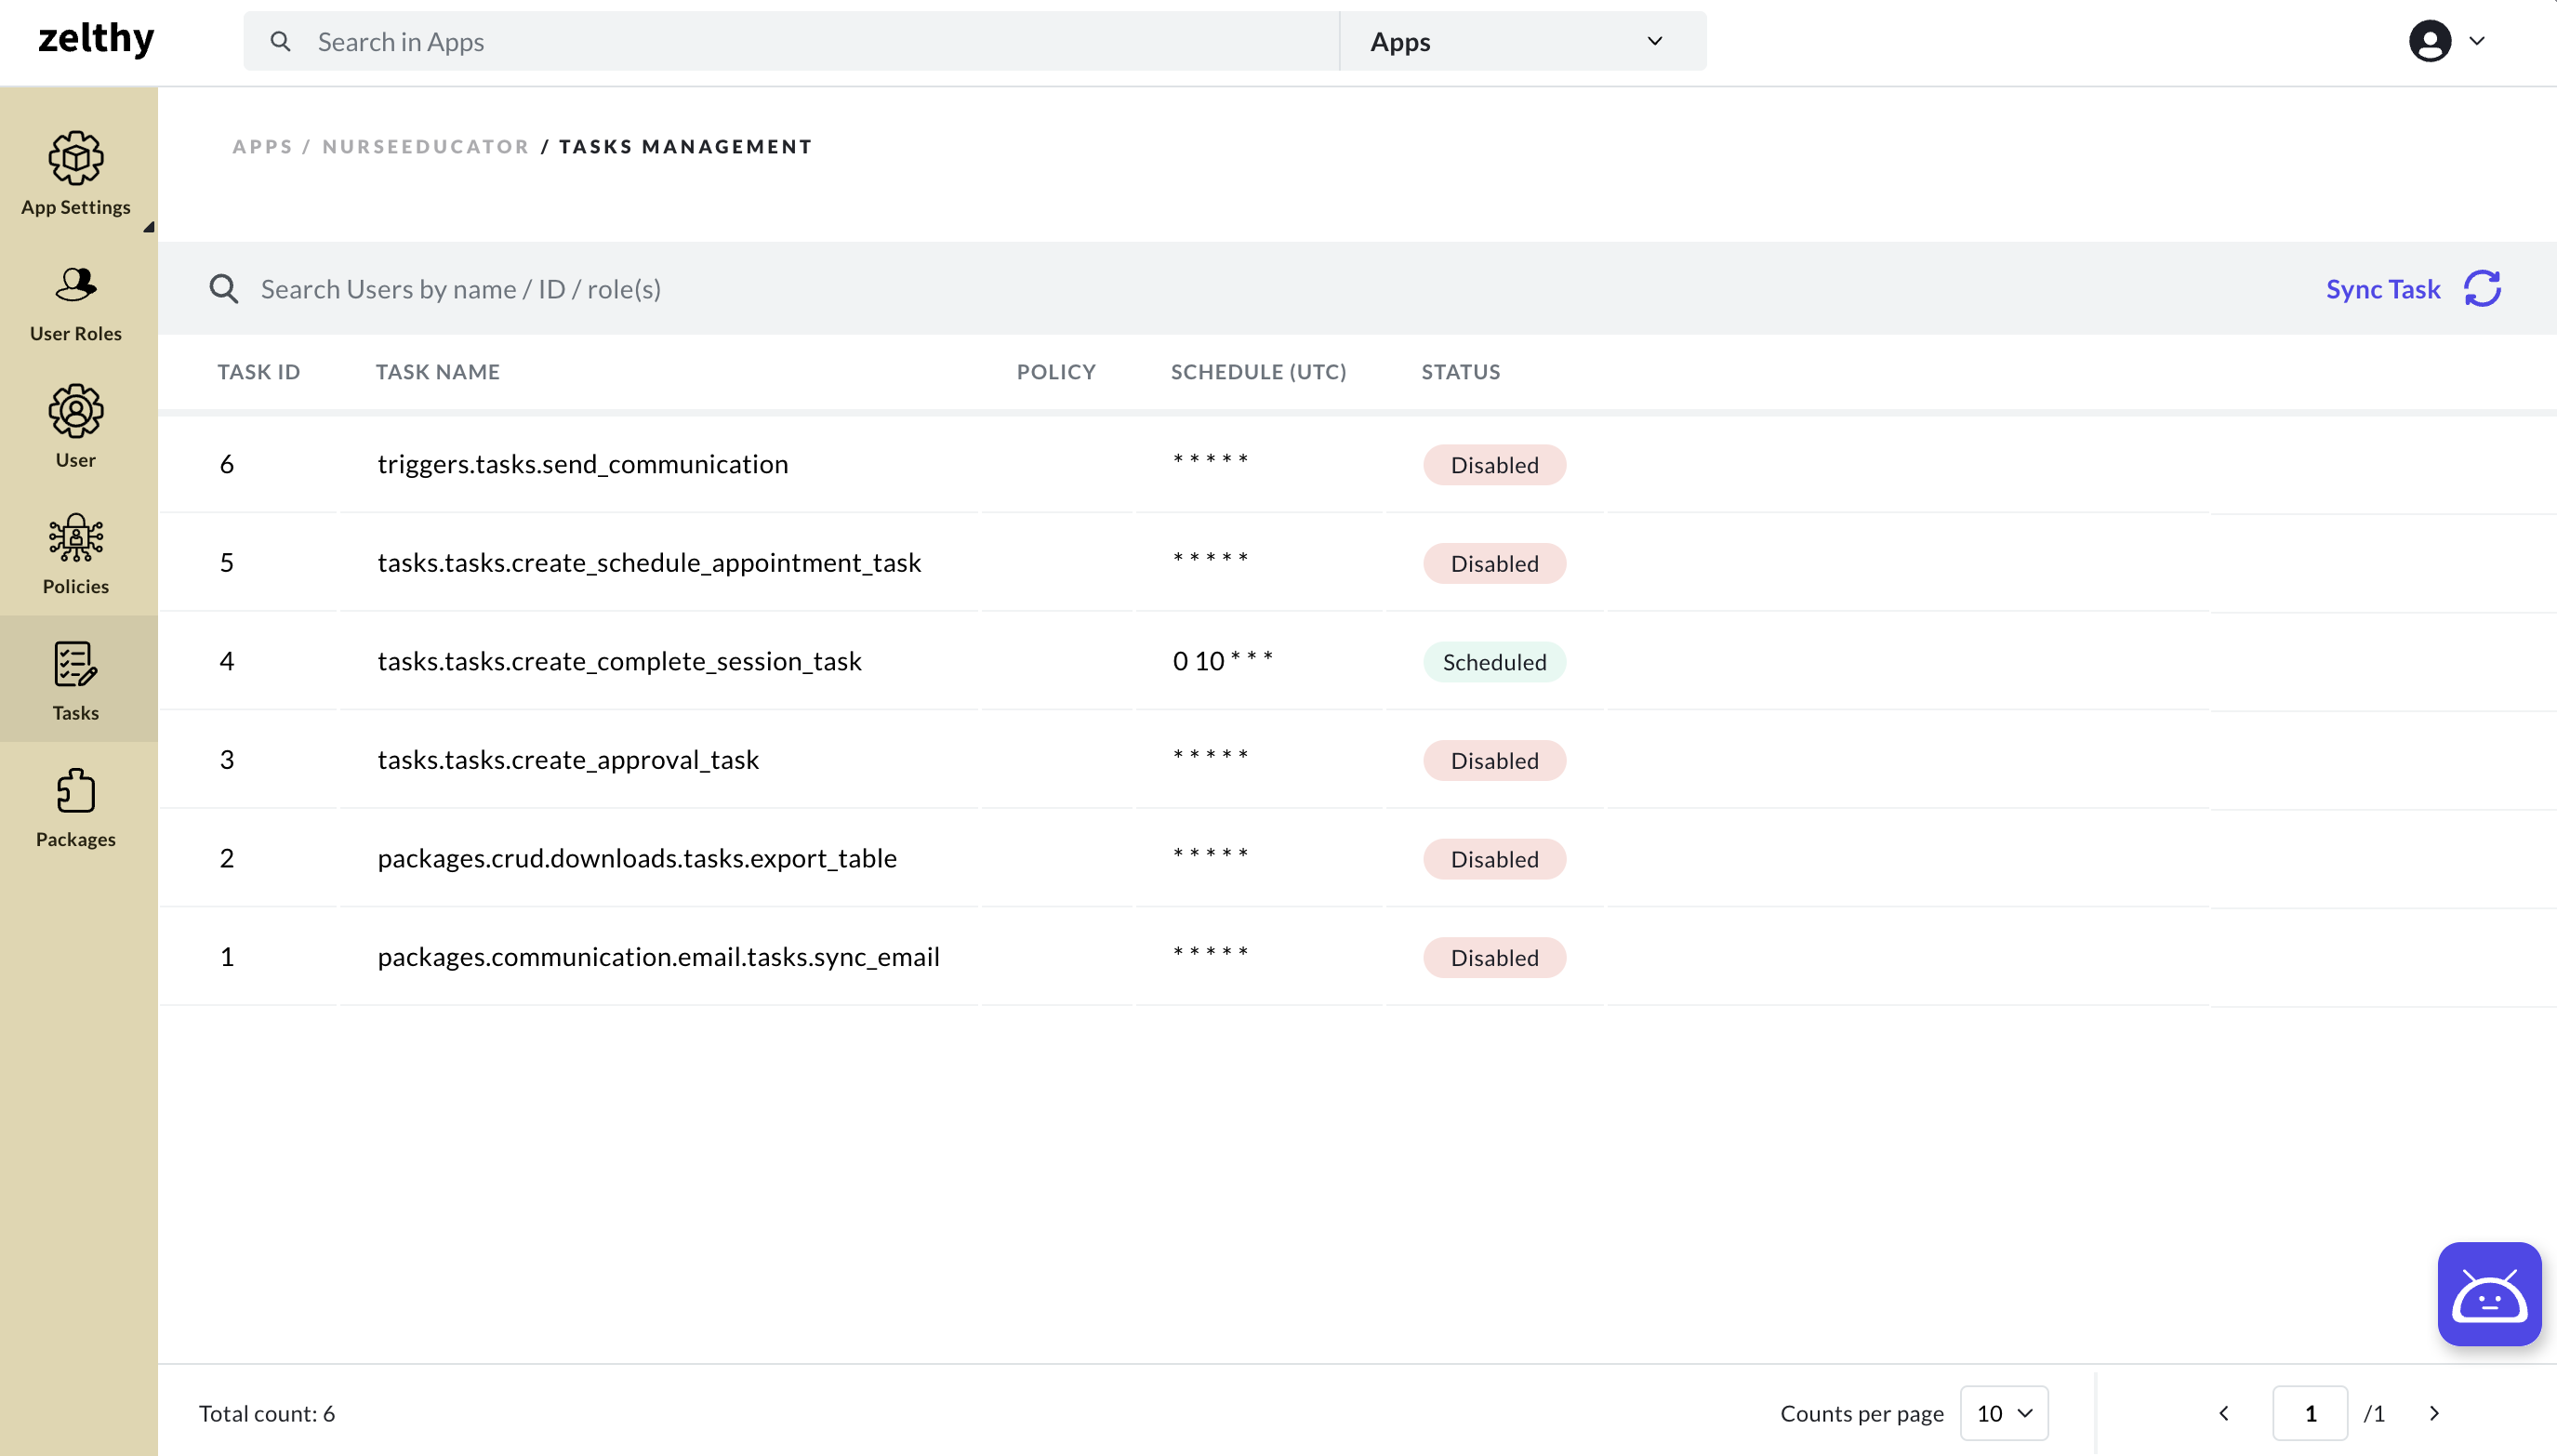 zelthy
Search in Apps
Apps
App Settings
User Roles
User
Policies
Tasks
Packages
APPS / NURSEEDUCATOR / TASKS MANAGEMENT
Search Users by name / ID / role(s)
Sync Task
TASK ID TASK NAME POLICY SCHEDULE (UTC) STATUS
6 triggers.tasks.send_communication * * * * * Disabled
5 tasks.tasks.create_schedule_appointment_task * * * * * Disabled
4 tasks.tasks.create_complete_session_task 0 10 * * * Scheduled
3 tasks.tasks.create_approval_task * * * * * Disabled
2 packages.crud.downloads.tasks.export_table * * * * * Disabled
1 packages.communication.email.tasks.sync_email * * * * * Disabled
Total count: 6
Counts per page 10
1 /1